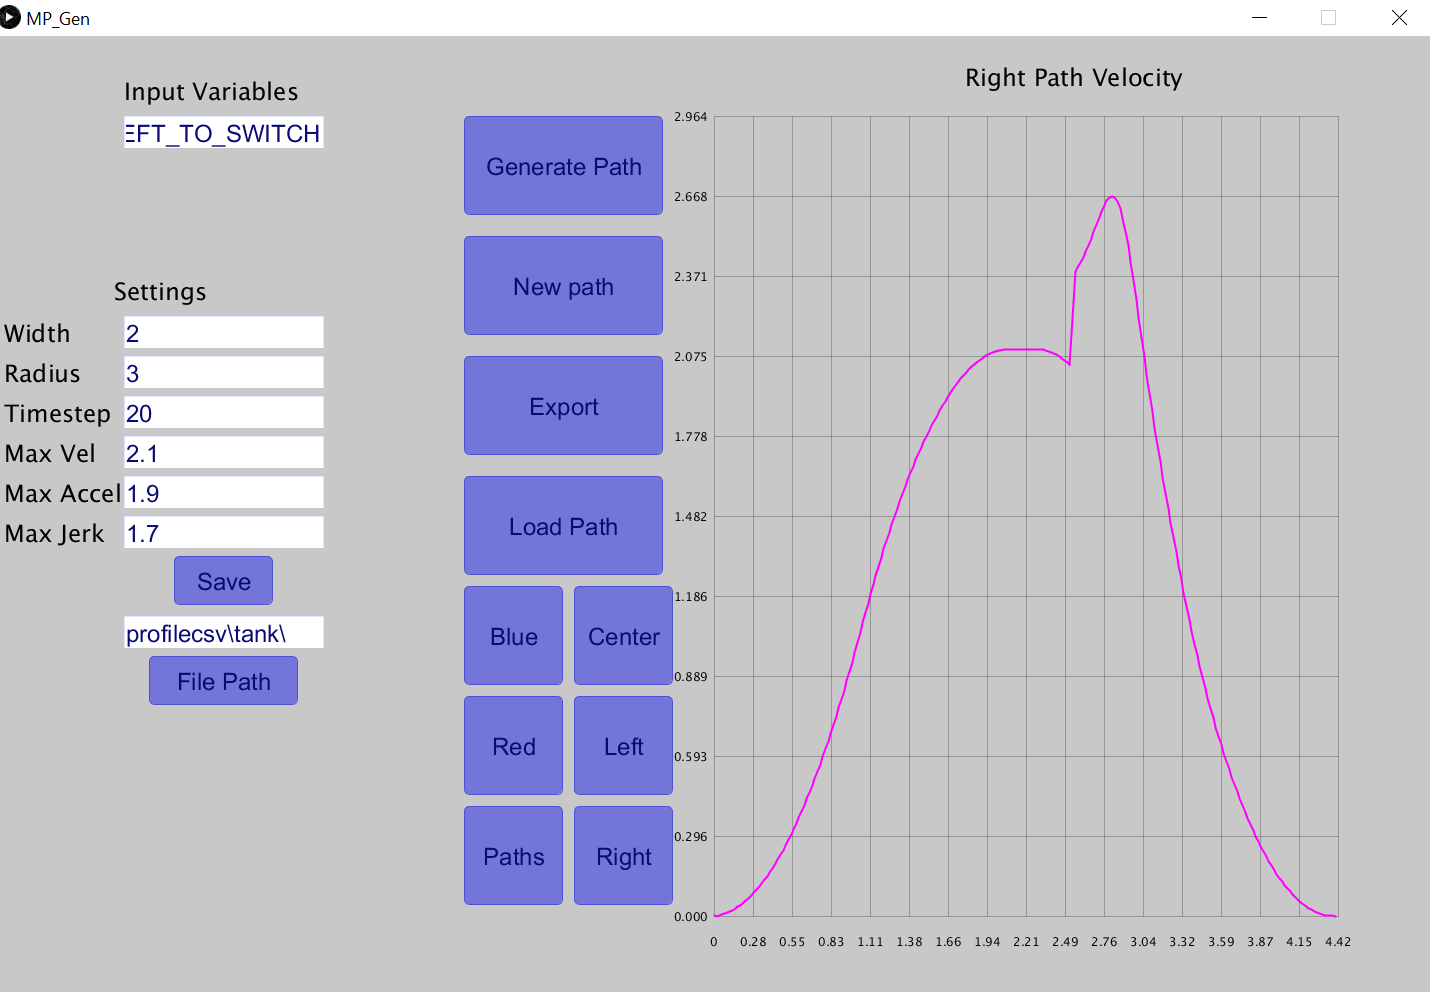 MP_Gen
Input Variables
EFT_TO_SWITCH
Settings
Width 2
Radius 3
Timestep 20
Max Vel 2.1
Max Accel 1.9
Max Jerk 1.7
Save
profilecsv\tank\
File Path
Generate Path
New path
Export
Load Path
Blue Center
Red Left
Paths Right
Right Path Velocity
2.964
2.668
2.371
2.075
1.778
1.482
1.186
0.889
0.593
0.296
0.000
0 0.28 0.55 0.83 1.11 1.38 1.66 1.94 2.21 2.49 2.76 3.04 3.32 3.59 3.87 4.15 4.42